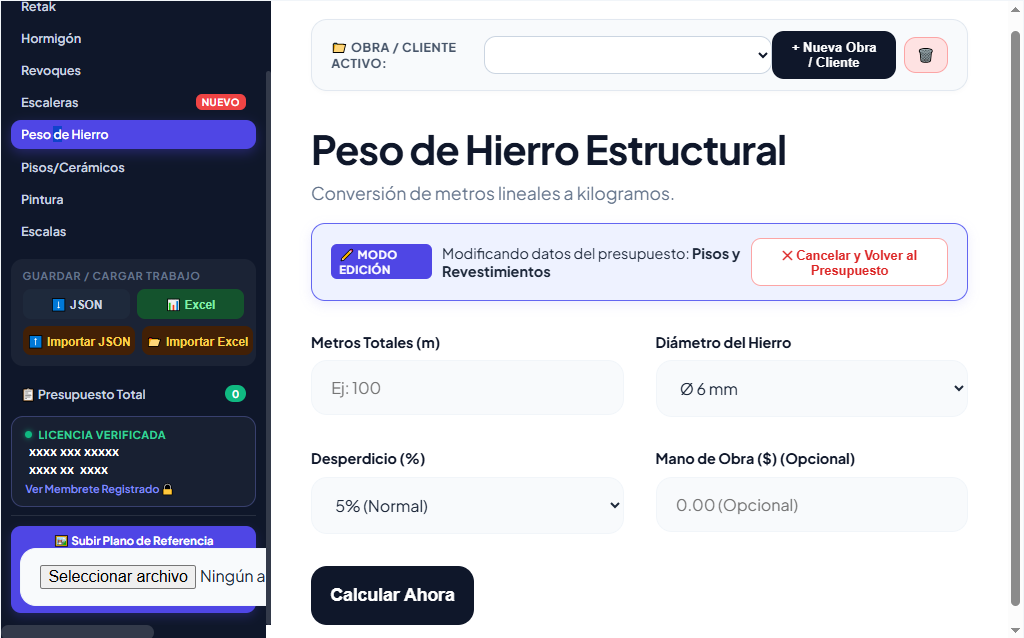 Retak
Hormigón
Revoques
Escaleras NUEVO
Peso de Hierro
Pisos/Cerámicos
Pintura
Escalas
GUARDAR / CARGAR TRABAJO
JSON Excel
Importar JSON Importar Excel
Presupuesto Total 0
LICENCIA VERIFICADA
xxxx xxx xxxxx
xxxx xx xxxx
Ver Membrete Registrado
Subir Plano de Referencia
Seleccionar archivo Ningún a
OBRA / CLIENTE
ACTIVO:
+ Nueva Obra
/ Cliente
Peso de Hierro Estructural
Conversión de metros lineales a kilogramos.
MODO
EDICIÓN
Modificando datos del presupuesto: Pisos y
Revestimientos
Cancelar y Volver al
Presupuesto
Metros Totales (m)
Ej: 100
Diámetro del Hierro
Ø 6 mm
Desperdicio (%)
5% (Normal)
Mano de Obra ($) (Opcional)
0.00 (Opcional)
Calcular Ahora